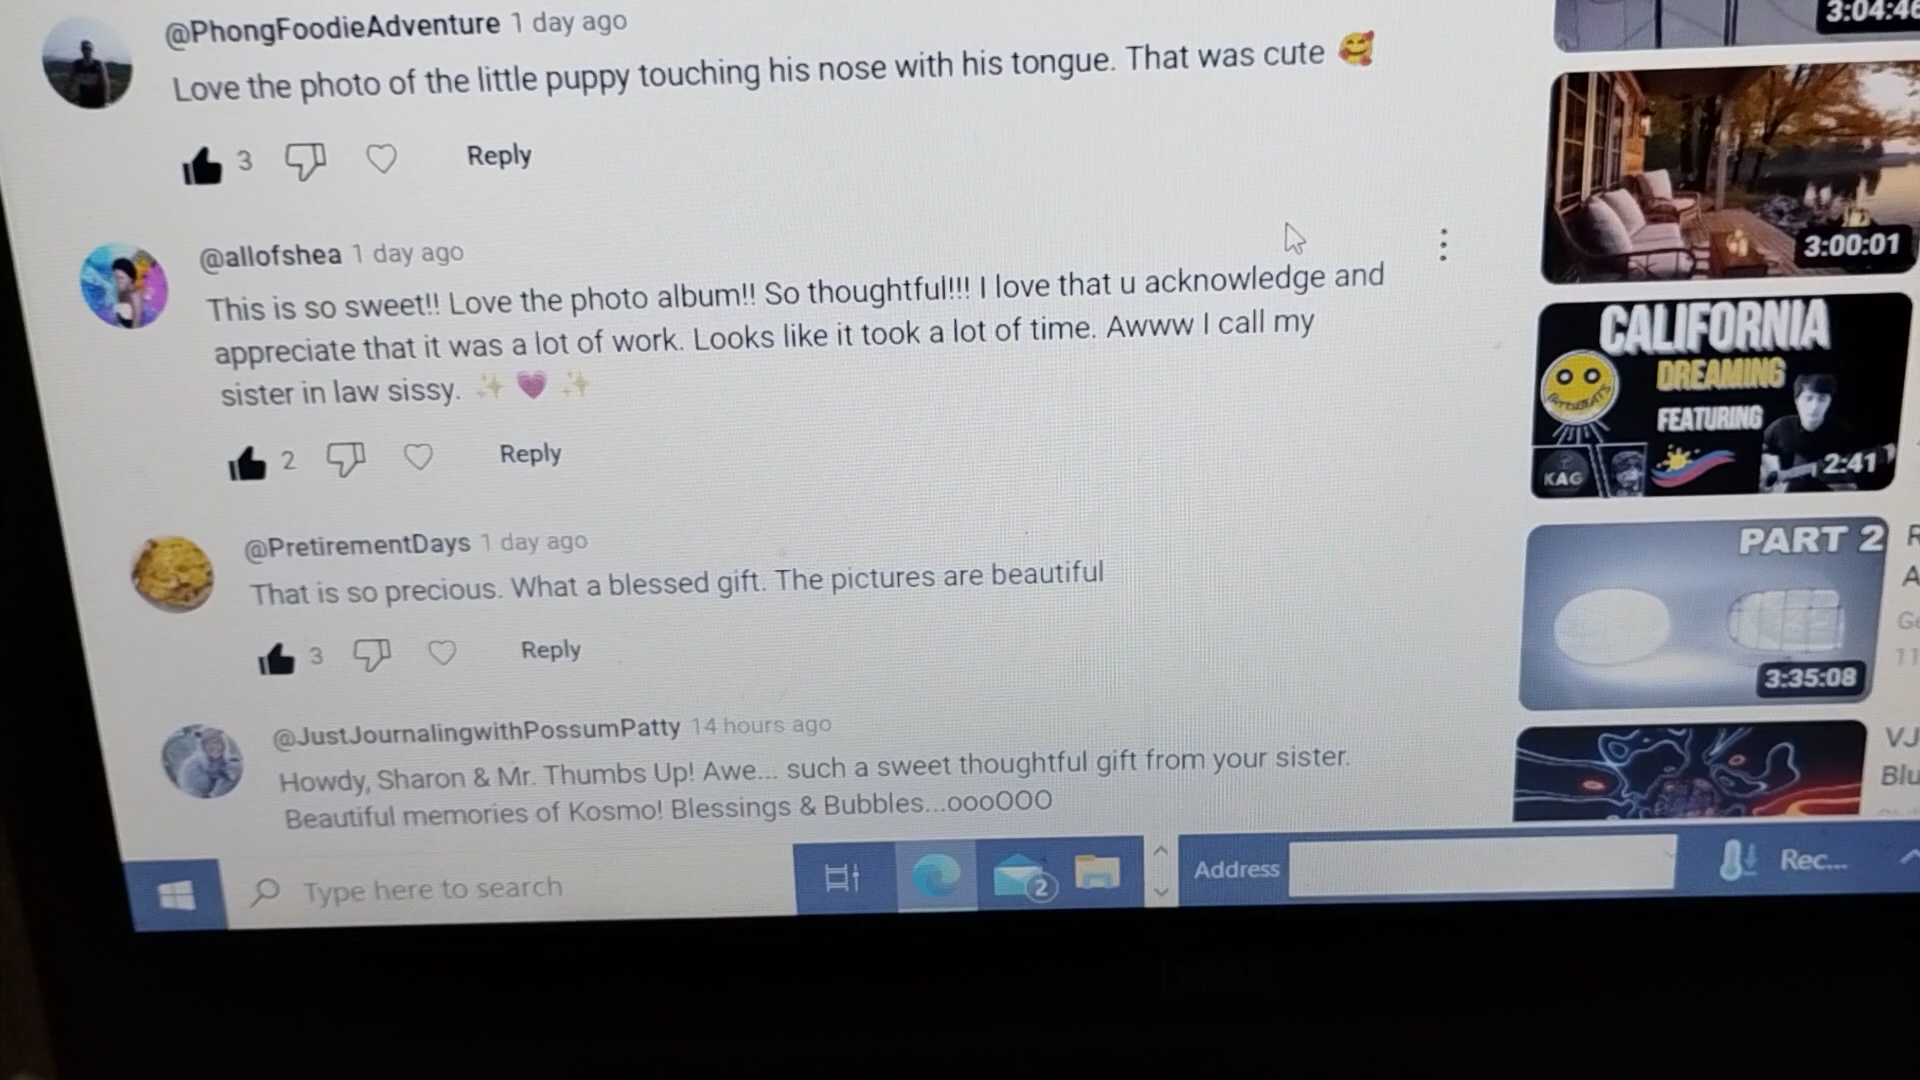 @PhongFoodieAdventure 1 day ago
Love the photo of the little puppy touching his nose with his tongue. That was cute 🥰
3 Reply
@allofshea 1 day ago
This is so sweet!! Love the photo album!! So thoughtful!!! I love that u acknowledge and
appreciate that it was a lot of work. Looks like it took a lot of time. Awww I call my
sister in law sissy. ✨💗✨
2 Reply
@PretirementDays 1 day ago
That is so precious. What a blessed gift. The pictures are beautiful
3 Reply
@JustJournalingwithPossumPatty 14 hours ago
Howdy, Sharon & Mr. Thumbs Up! Awe... such a sweet thoughtful gift from your sister.
Beautiful memories of Kosmo! Blessings & Bubbles...oooOOO
3:04:46
3:00:01
CALIFORNIA
DREAMING
FEATURING
KAG
2:41
PART 2
3:35:08
R
A
Ge
11
VJ
Blu
Type here to search
2
Address
Rec...